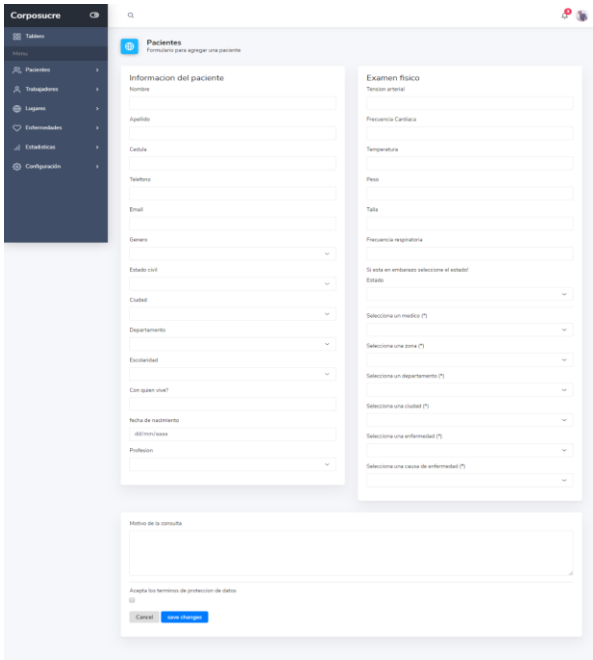 Corposucre
Tablero
Menu
Pacientes
Trabajadores
Lugares
Enfermedades
Estadisticas
Configuración
Pacientes
Formulario para agregar una paciente
Informacion del paciente
Nombre
Apellido
Cedula
Telefono
Email
Genero
Estado civil
Ciudad
Departamento
Escolaridad
Con quien vive?
fecha de nasimiento
dd/mm/aaaa
Profesion
Examen fisico
Tension arterial
Frecuencia Cardiaca
Temperatura
Peso
Talla
Frecuencia respiratoria
Si esta en embarazo seleccione el estado!
Estado
Selecciona un medico (*)
Selecciona una zona (*)
Selecciona un departamento (*)
Selecciona una ciudad (*)
Selecciona una enfermedad (*)
Selecciona una causa de enfermedad (*)
Motivo de la consulta
Acepta los terminos de proteccion de datos
Cancel
save changes